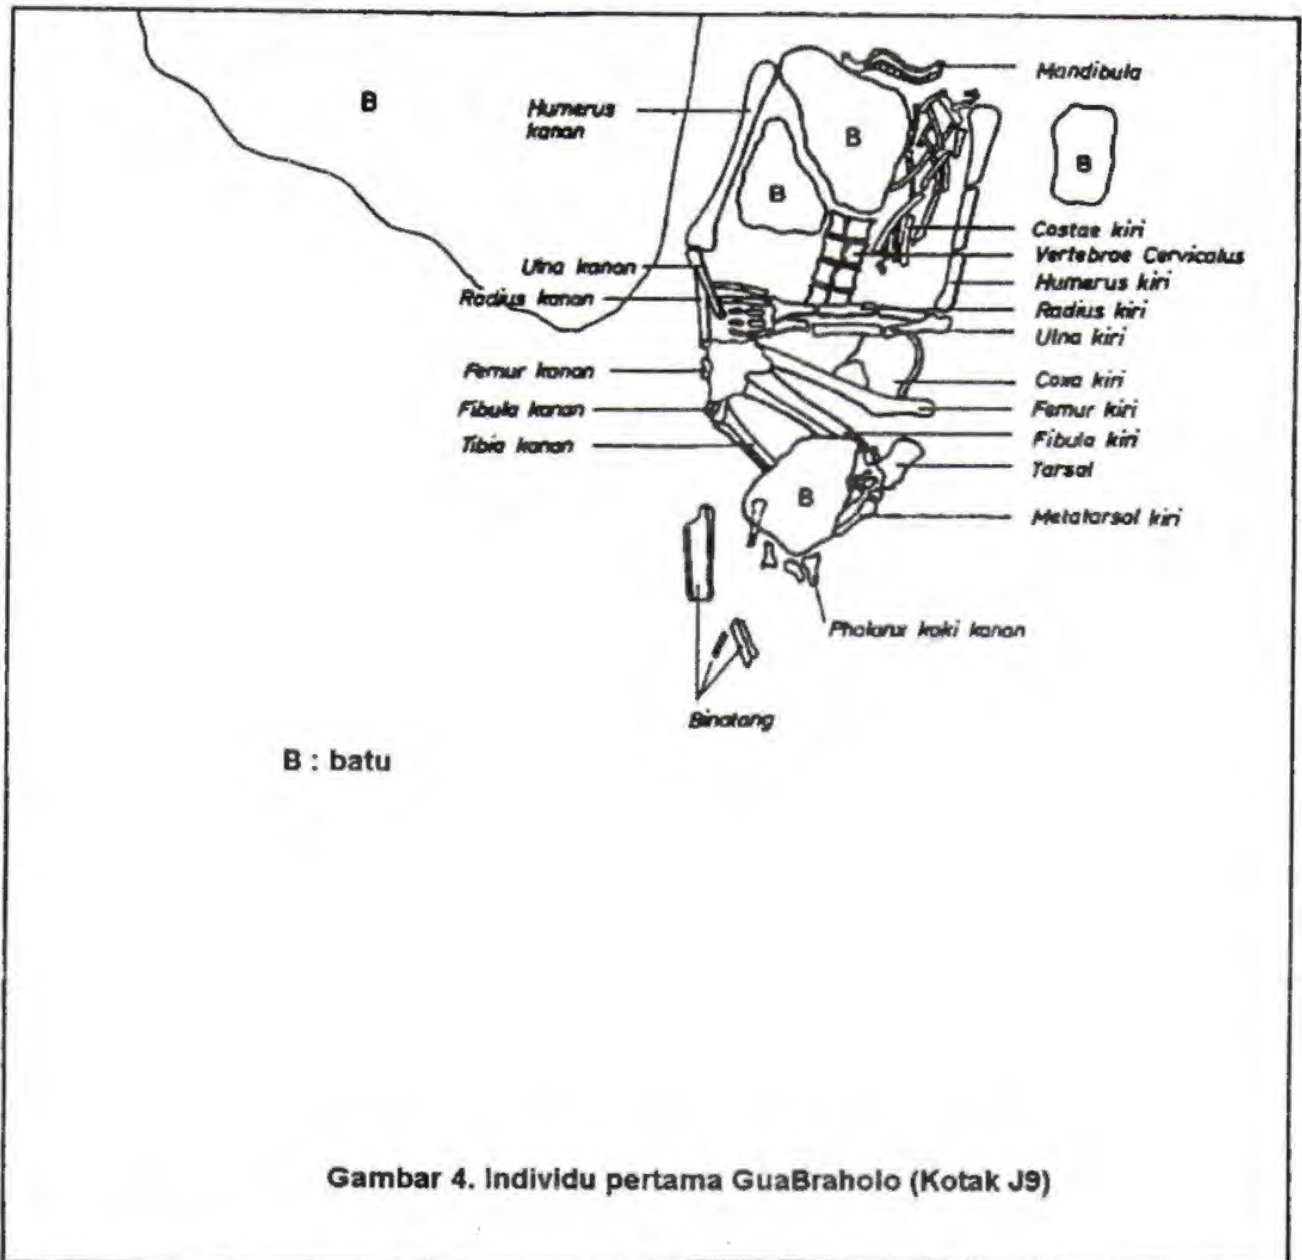 B
Humerus
kanan
Mandibula
B
B
B
Costae kiri
Vertebrae Cervicalus
Ulna kanan
Humerus kiri
Radius kanan
Radius kiri
Ulna kiri
Femur kanan
Coxa kiri
Fibula kanan
Femur kiri
Tibia kanan
Fibula kiri
Tarsal
B
Metatarsol kiri
Phalanx kaki kanan
Binatang
B : batu
Gambar 4. Individu pertama GuaBraholo (Kotak J9)